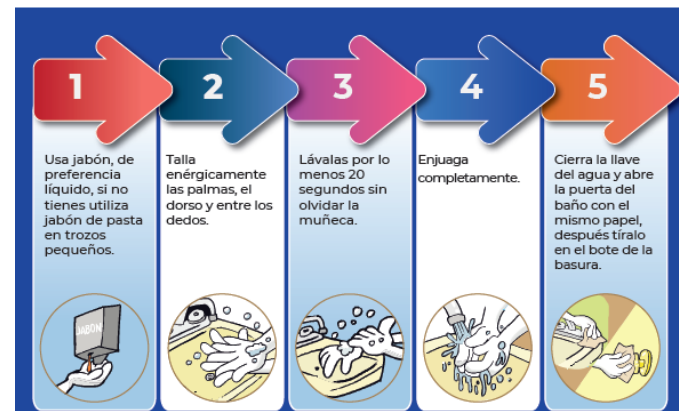 1
Usa jabón, de
preferencia
líquido, si no
tienes utiliza
jabón de pasta
en trozos
pequeños.
JABÓN
2
Talla
enérgicamente
las palmas, el
dorso y entre los
dedos.
3
Lávalas por lo
menos 20
segundos sin
olvidar la
muñeca.
4
Enjuaga
completamente.
5
Cierra la llave
del agua y abre
la puerta del
baño con el
mismo papel,
después tíralo
en el bote de la
basura.